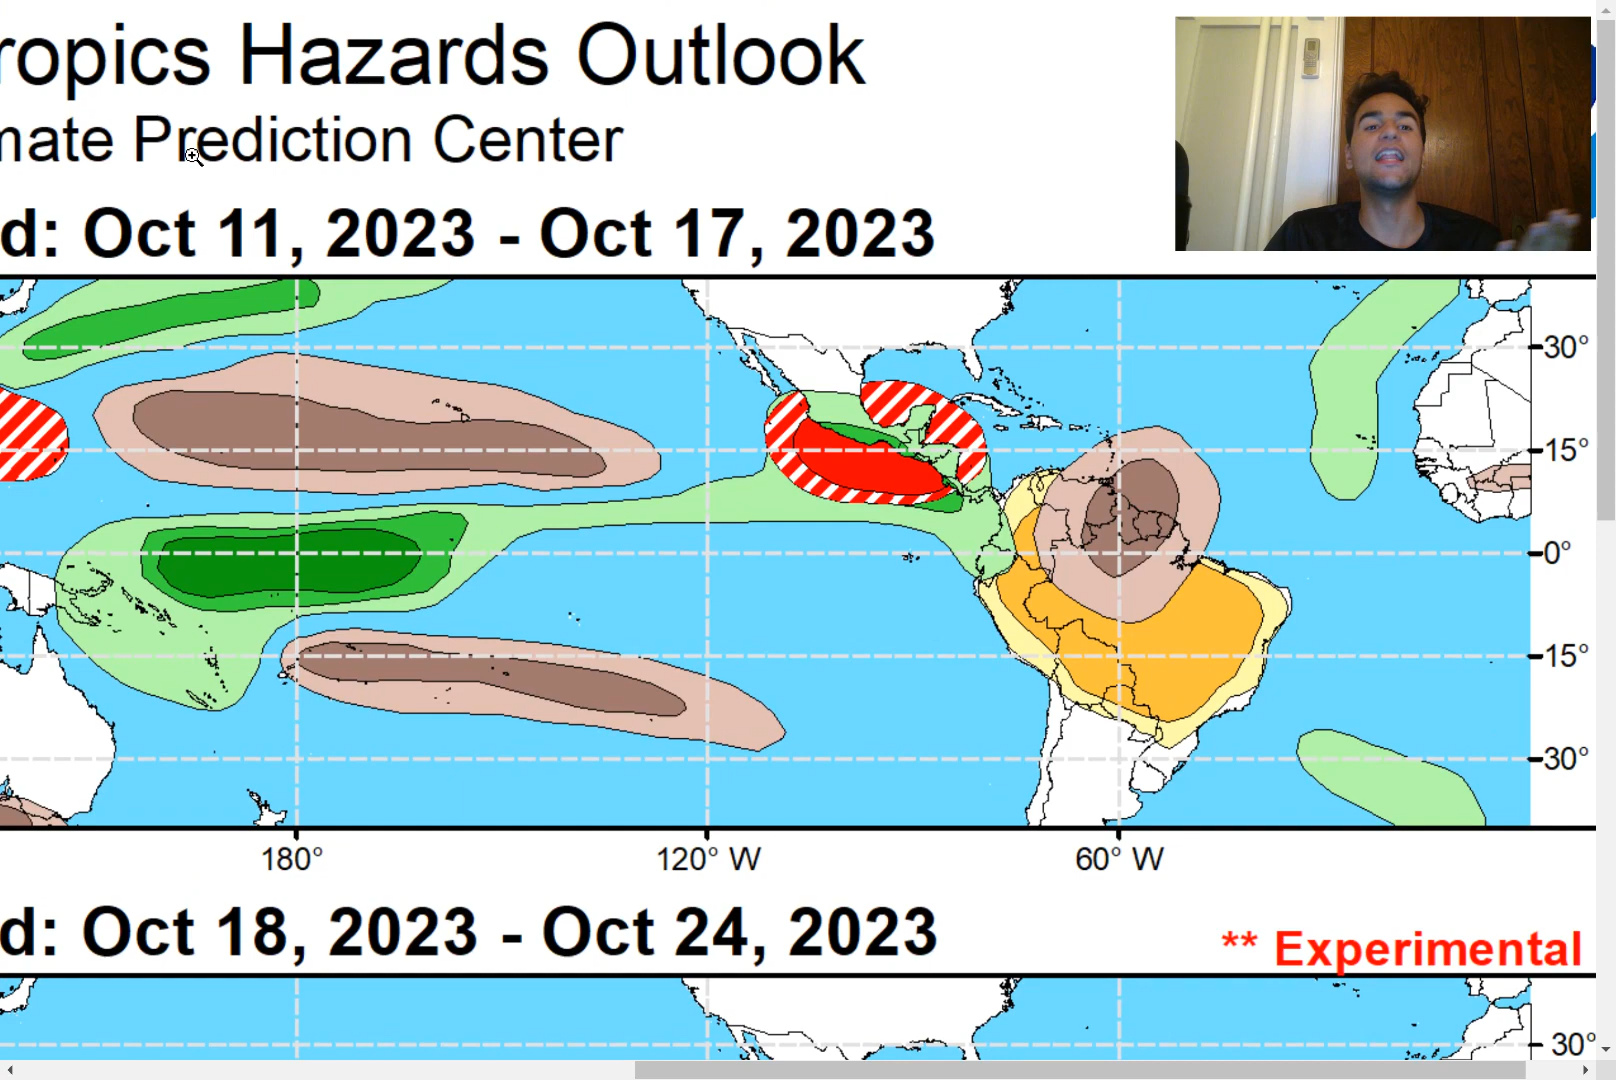 ropics Hazards Outlook
mate Prediction Center
d: Oct 11, 2023 - Oct 17, 2023
30°
15°
0°
15°
30°
180°
120° W
60° W
d: Oct 18, 2023 - Oct 24, 2023
** Experimental
30°